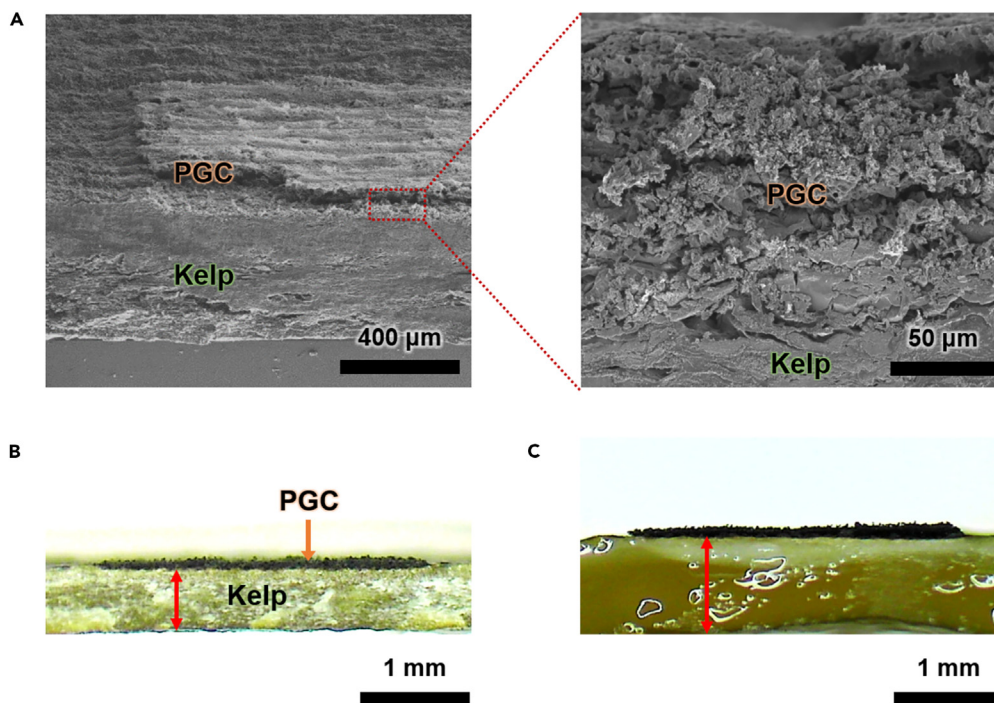 A
PGC
Kelp
400 µm
PGC
50 µm
Kelp
B
PGC
Kelp
1 mm
C
1 mm